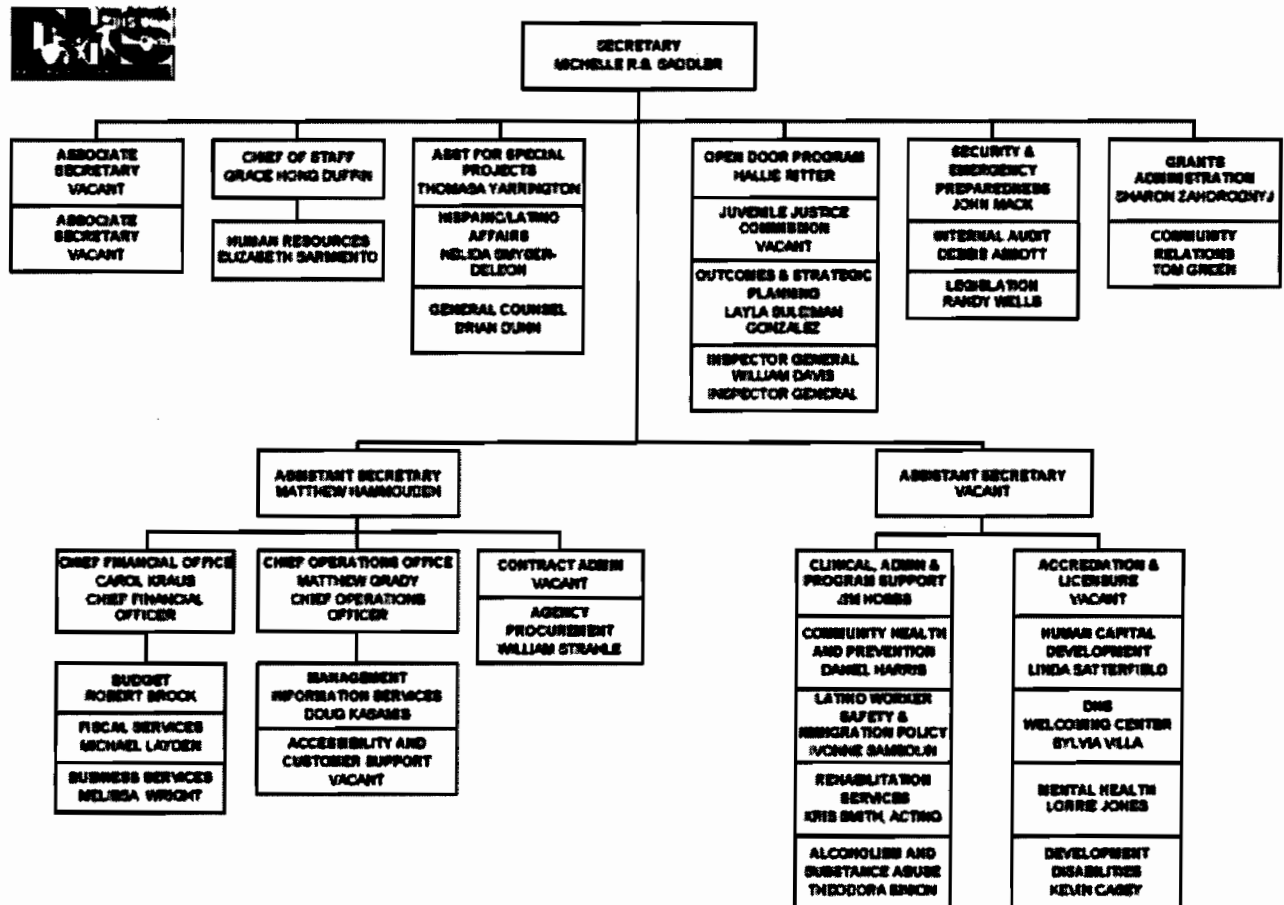 SECRETARY
MICHELLE R.B. SADDLER
ASSOCIATE
SECRETARY
VACANT
ASSOCIATE
SECRETARY
VACANT
CHIEF OF STAFF
GRACE HONG DUFFIN
HUMAN RESOURCES
ELIZABETH SARMIENTO
ASST FOR SPECIAL
PROJECTS
THOMASA YARRINGTON
HISPANIC/LATINO
AFFAIRS
NELIDA SMYSER-
DELEON
GENERAL COUNSEL
BRIAN DUNN
OPEN DOOR PROGRAM
HALLIE RITTER
JUVENILE JUSTICE
COMMISSION
VACANT
OUTCOMES & STRATEGIC
PLANNING
LAYLA SULEIMAN
GONZALEZ
INSPECTOR GENERAL
WILLIAM DAVIS
INSPECTOR GENERAL
SECURITY &
EMERGENCY
PREPAREDNESS
JOHN MACK
INTERNAL AUDIT
DEBBIE ABBOTT
LEGISLATION
RANDY WELLS
GRANTS
ADMINISTRATION
SHARON ZAHORODNYJ
COMMUNITY
RELATIONS
TOM GREEN
ASSISTANT SECRETARY
MATTHEW HAMMOUDEH
ASSISTANT SECRETARY
VACANT
CHIEF FINANCIAL OFFICE
CAROL KRAUS
CHIEF FINANCIAL
OFFICER
BUDGET
ROBERT BROCK
FISCAL SERVICES
MICHAEL LAYDEN
BUSINESS SERVICES
MELISSA WRIGHT
CHIEF OPERATIONS OFFICE
MATTHEW GRADY
CHIEF OPERATIONS
OFFICER
MANAGEMENT
INFORMATION SERVICES
DOUG KASAMIS
ACCESSIBILITY AND
CUSTOMER SUPPORT
VACANT
CONTRACT ADMIN
VACANT
AGENCY
PROCUREMENT
WILLIAM STRAHLE
CLINICAL, ADMIN &
PROGRAM SUPPORT
JIM HOBBS
COMMUNITY HEALTH
AND PREVENTION
DANIEL HARRIS
LATINO WORKER
SAFETY &
IMMIGRATION POLICY
IVONNE SAMBOLIN
REHABILITATION
SERVICES
KRIS SMITH, ACTING
ALCOHOLISM AND
SUBSTANCE ABUSE
THEODORA BINION
ACCREDIATION &
LICENSURE
VACANT
HUMAN CAPITAL
DEVELOPMENT
LINDA SATTERFIELD
DHS
WELCOMING CENTER
SYLVIA VILLA
MENTAL HEALTH
LORRIE JONES
DEVELOPMENT
DISABILITIES
KEVIN CASEY